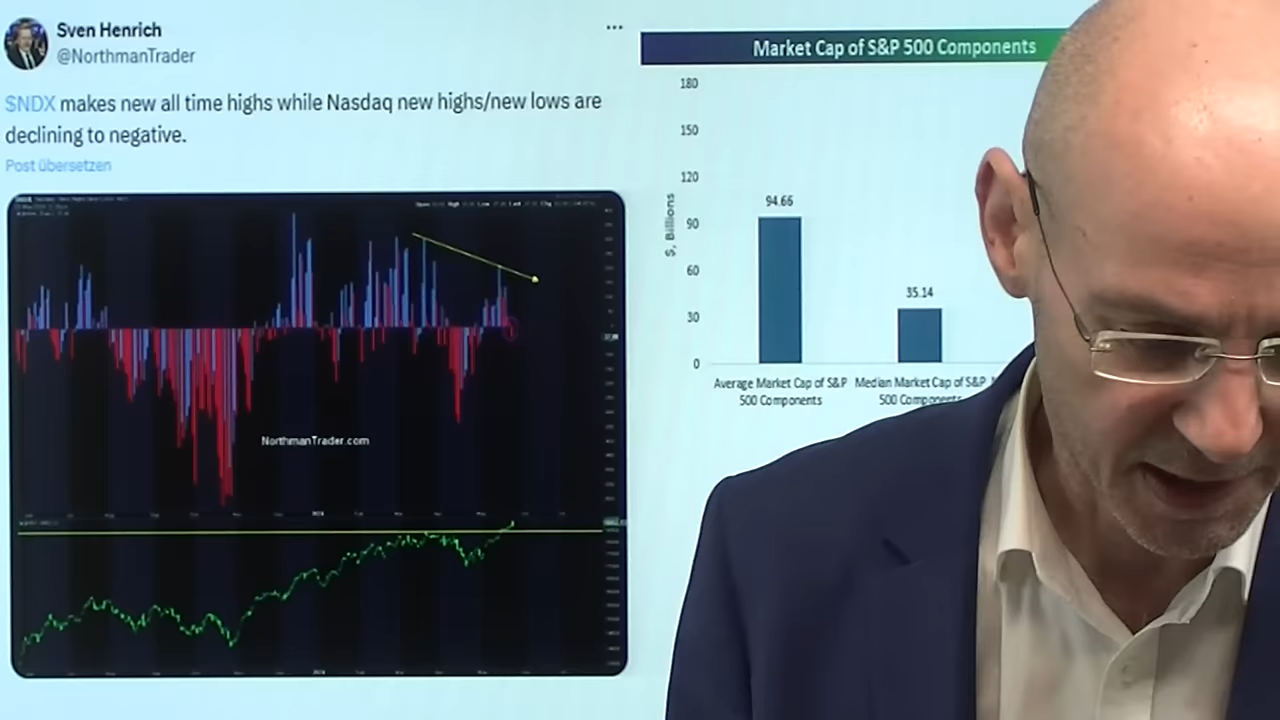 Sven Henrich
@NorthmanTrader
$NDX makes new all time highs while Nasdaq new highs/new lows are
declining to negative.
Post übersetzen
NorthmanTrader.com
Market Cap of S&P 500 Components
$, Billions
180
150
120
90
60
30
0
94.66
35.14
Average Market Cap of S&P
500 Components
Median Market Cap of S&P
500 Components